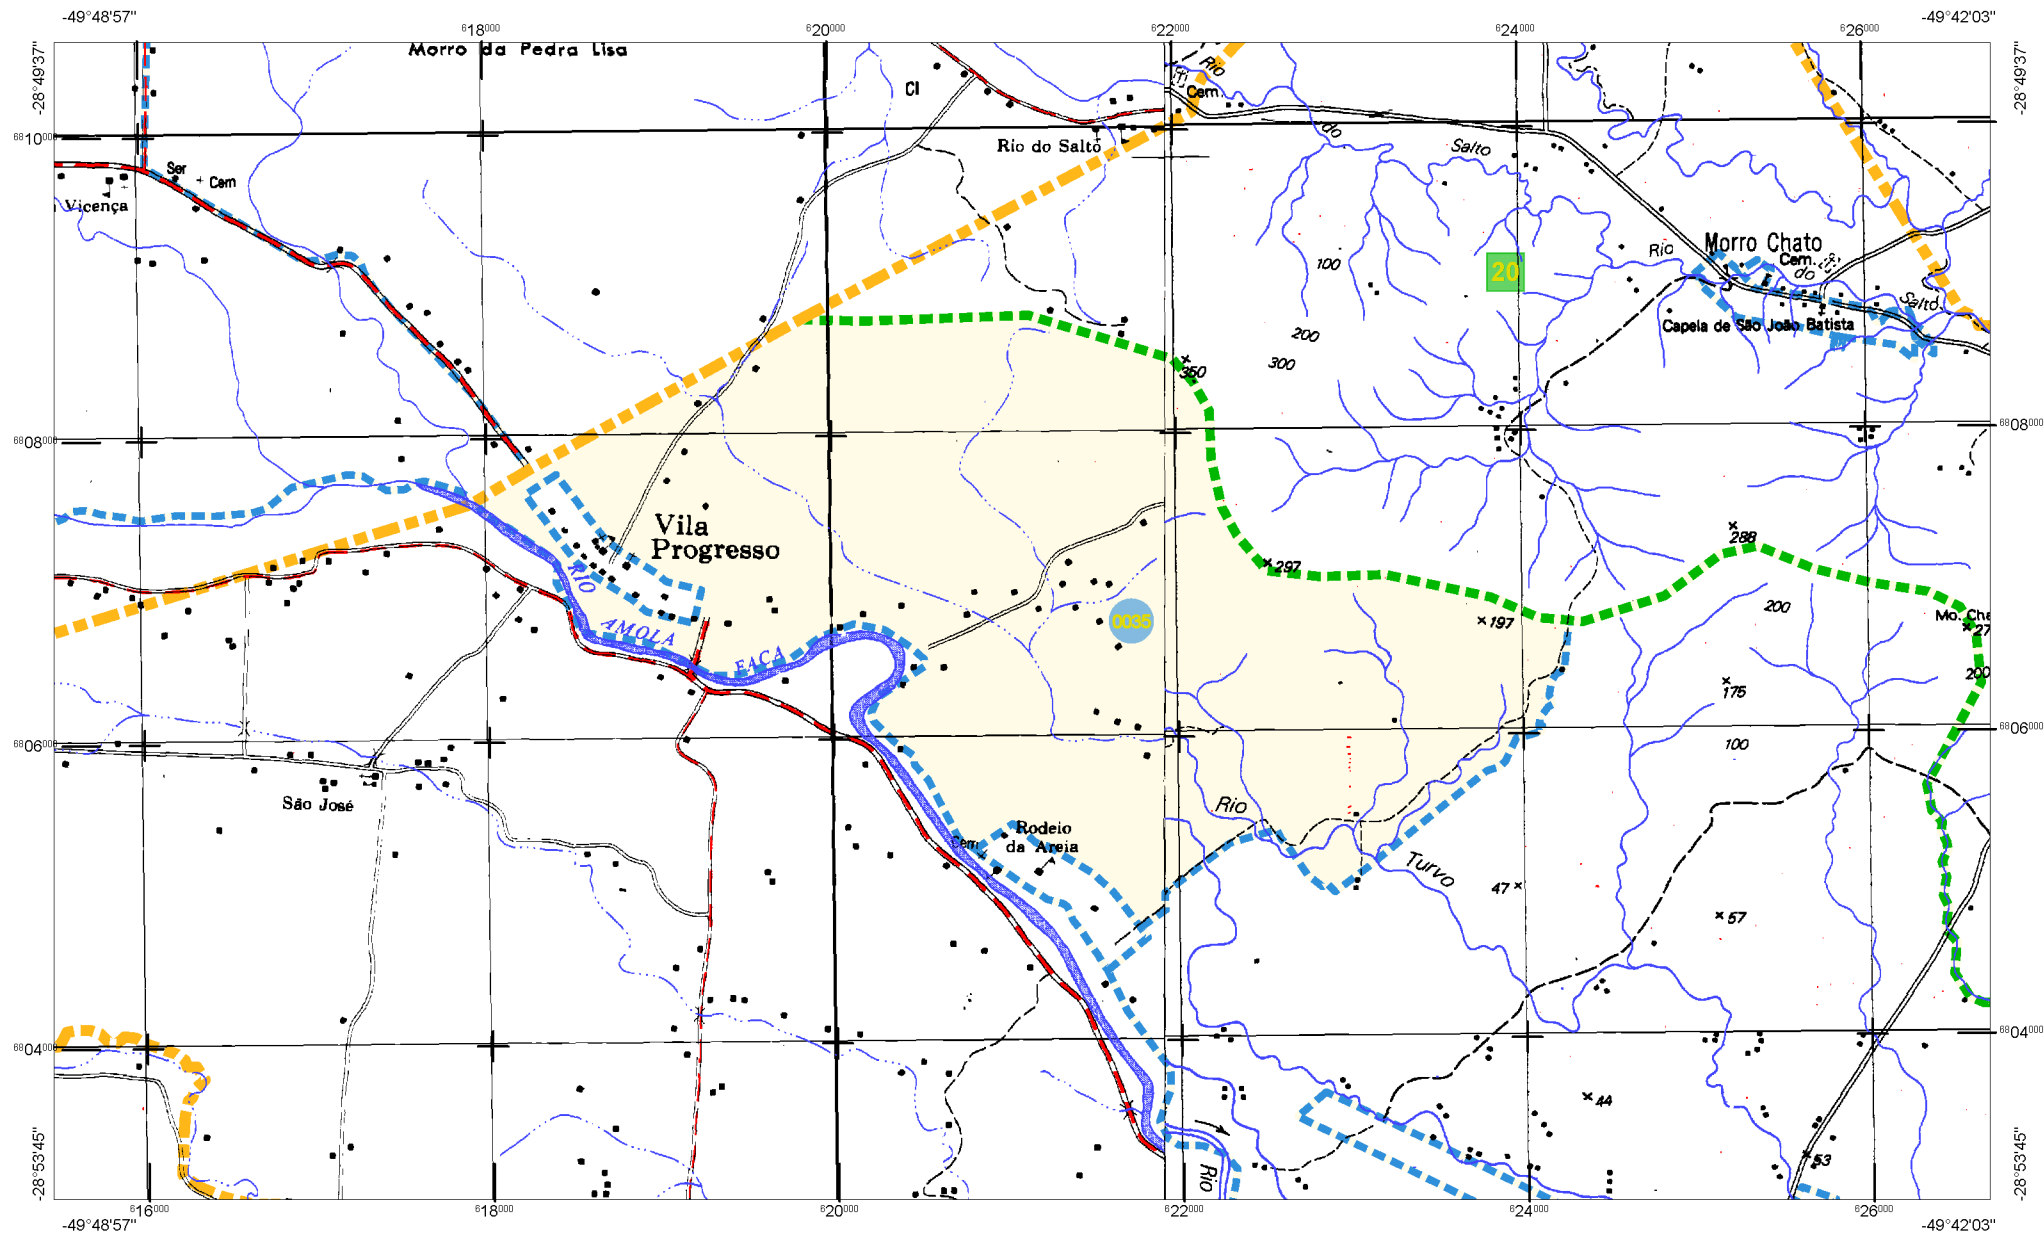 -49°48'57"
618000
620000
622000
624000
626000
-49°42'03"
-28°49'37"
-28°49'37"
Morro da Pedra Lisa
CI
Rio
Cem.
6810000
6810000
Rio do Salto
do
Salto
Ser
Cem
Vicença
Morro Chato
Rio
Cem.
do
100
20
Salto
Capela de São João Batista
200
300
350
6808000
6808000
Vila
Progresso
288
297
RIO
200
Mo. Cha
0035
197
27
AMOLA
FACA
200
175
6806000
6806000
100
São José
Rio
Rodeio
da Areia
Cem
Turvo
47
57
6804000
6804000
44
53
Rio
-28°53'45"
-28°53'45"
616000
618000
620000
622000
624000
626000
-49°48'57"
-49°42'03"